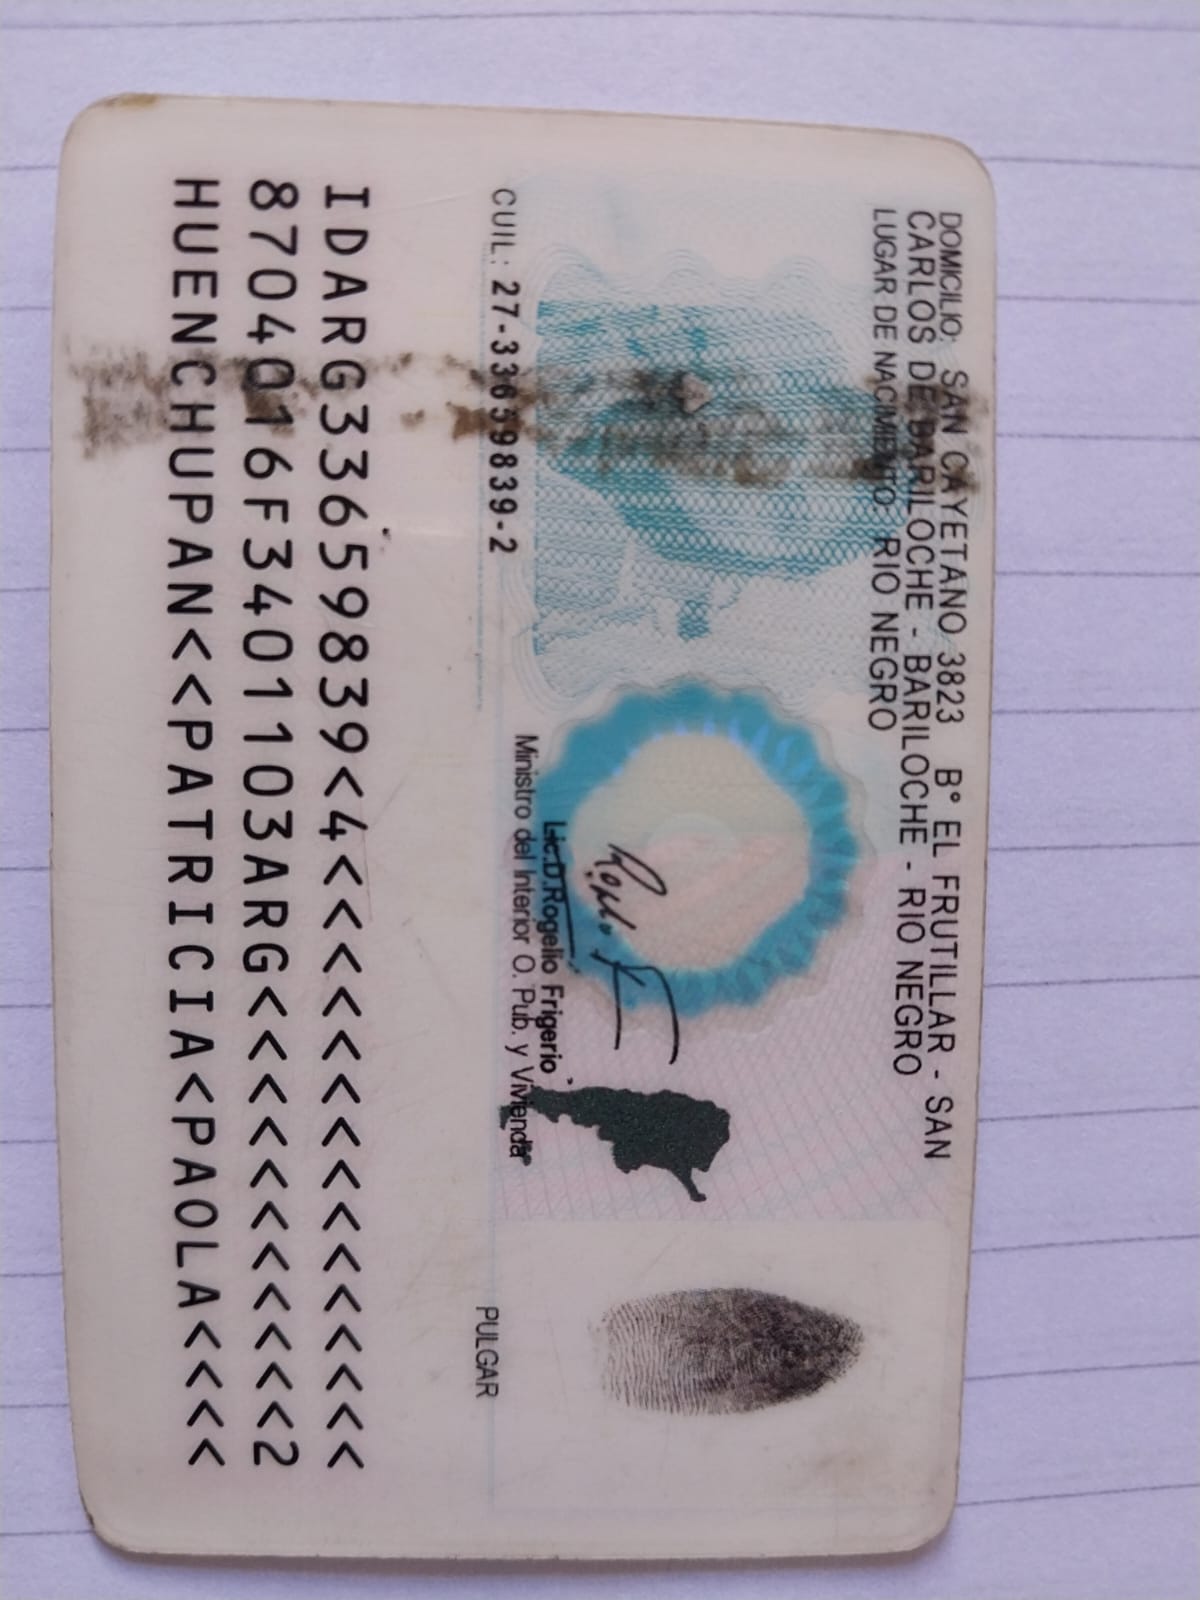 DOMICILIO: SAN CAYETANO 3823 B° EL FRUTILLAR - SAN
CARLOS DE BARILOCHE - BARILOCHE - RIO NEGRO
LUGAR DE NACIMIENTO: RIO NEGRO
Lic.D.Rogelio Frigerio
Ministro del Interior O. Pub. y Vivienda
CUIL: 27-33659839-2
PULGAR
IDARG33659839<4<<<<<<<<<<<<<<<
8704016F3401103ARG<<<<<<<<<<<2
HUENCHUPAN<<PATRICIA<PAOLA<<<<